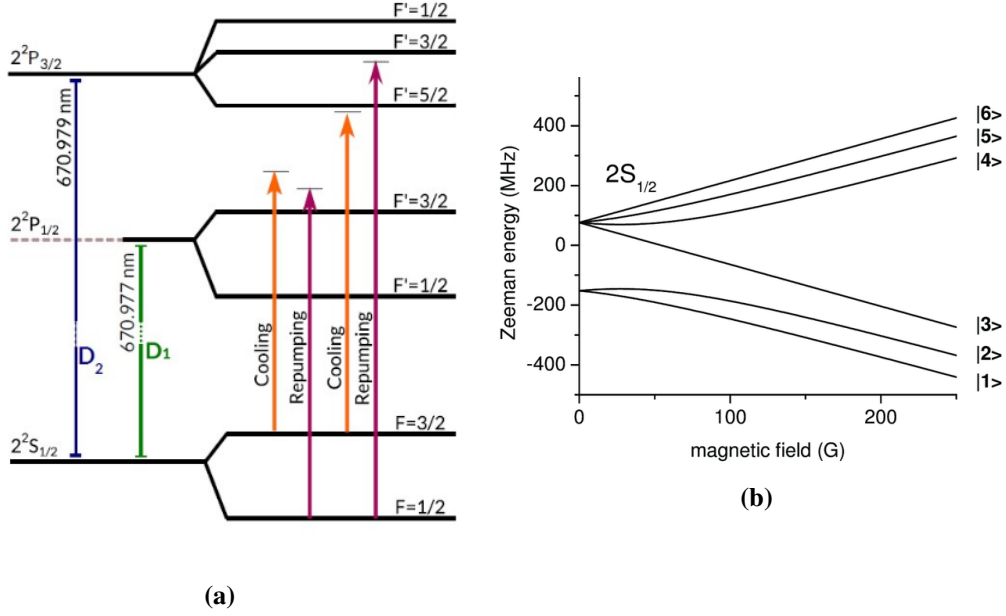 F'=1/2
F'=3/2
2²P₃/₂
F'=5/2
670.979 nm
F'=3/2
2²P₁/₂
670.977 nm
F'=1/2
D₂
D₁
Cooling
Repumping
Cooling
Repumping
F=3/2
2²S₁/₂
F=1/2
(a)
Zeeman energy (MHz)
400
200
0
-200
-400
2S₁/₂
|6>
|5>
|4>
|3>
|2>
|1>
0
100
200
magnetic field (G)
(b)